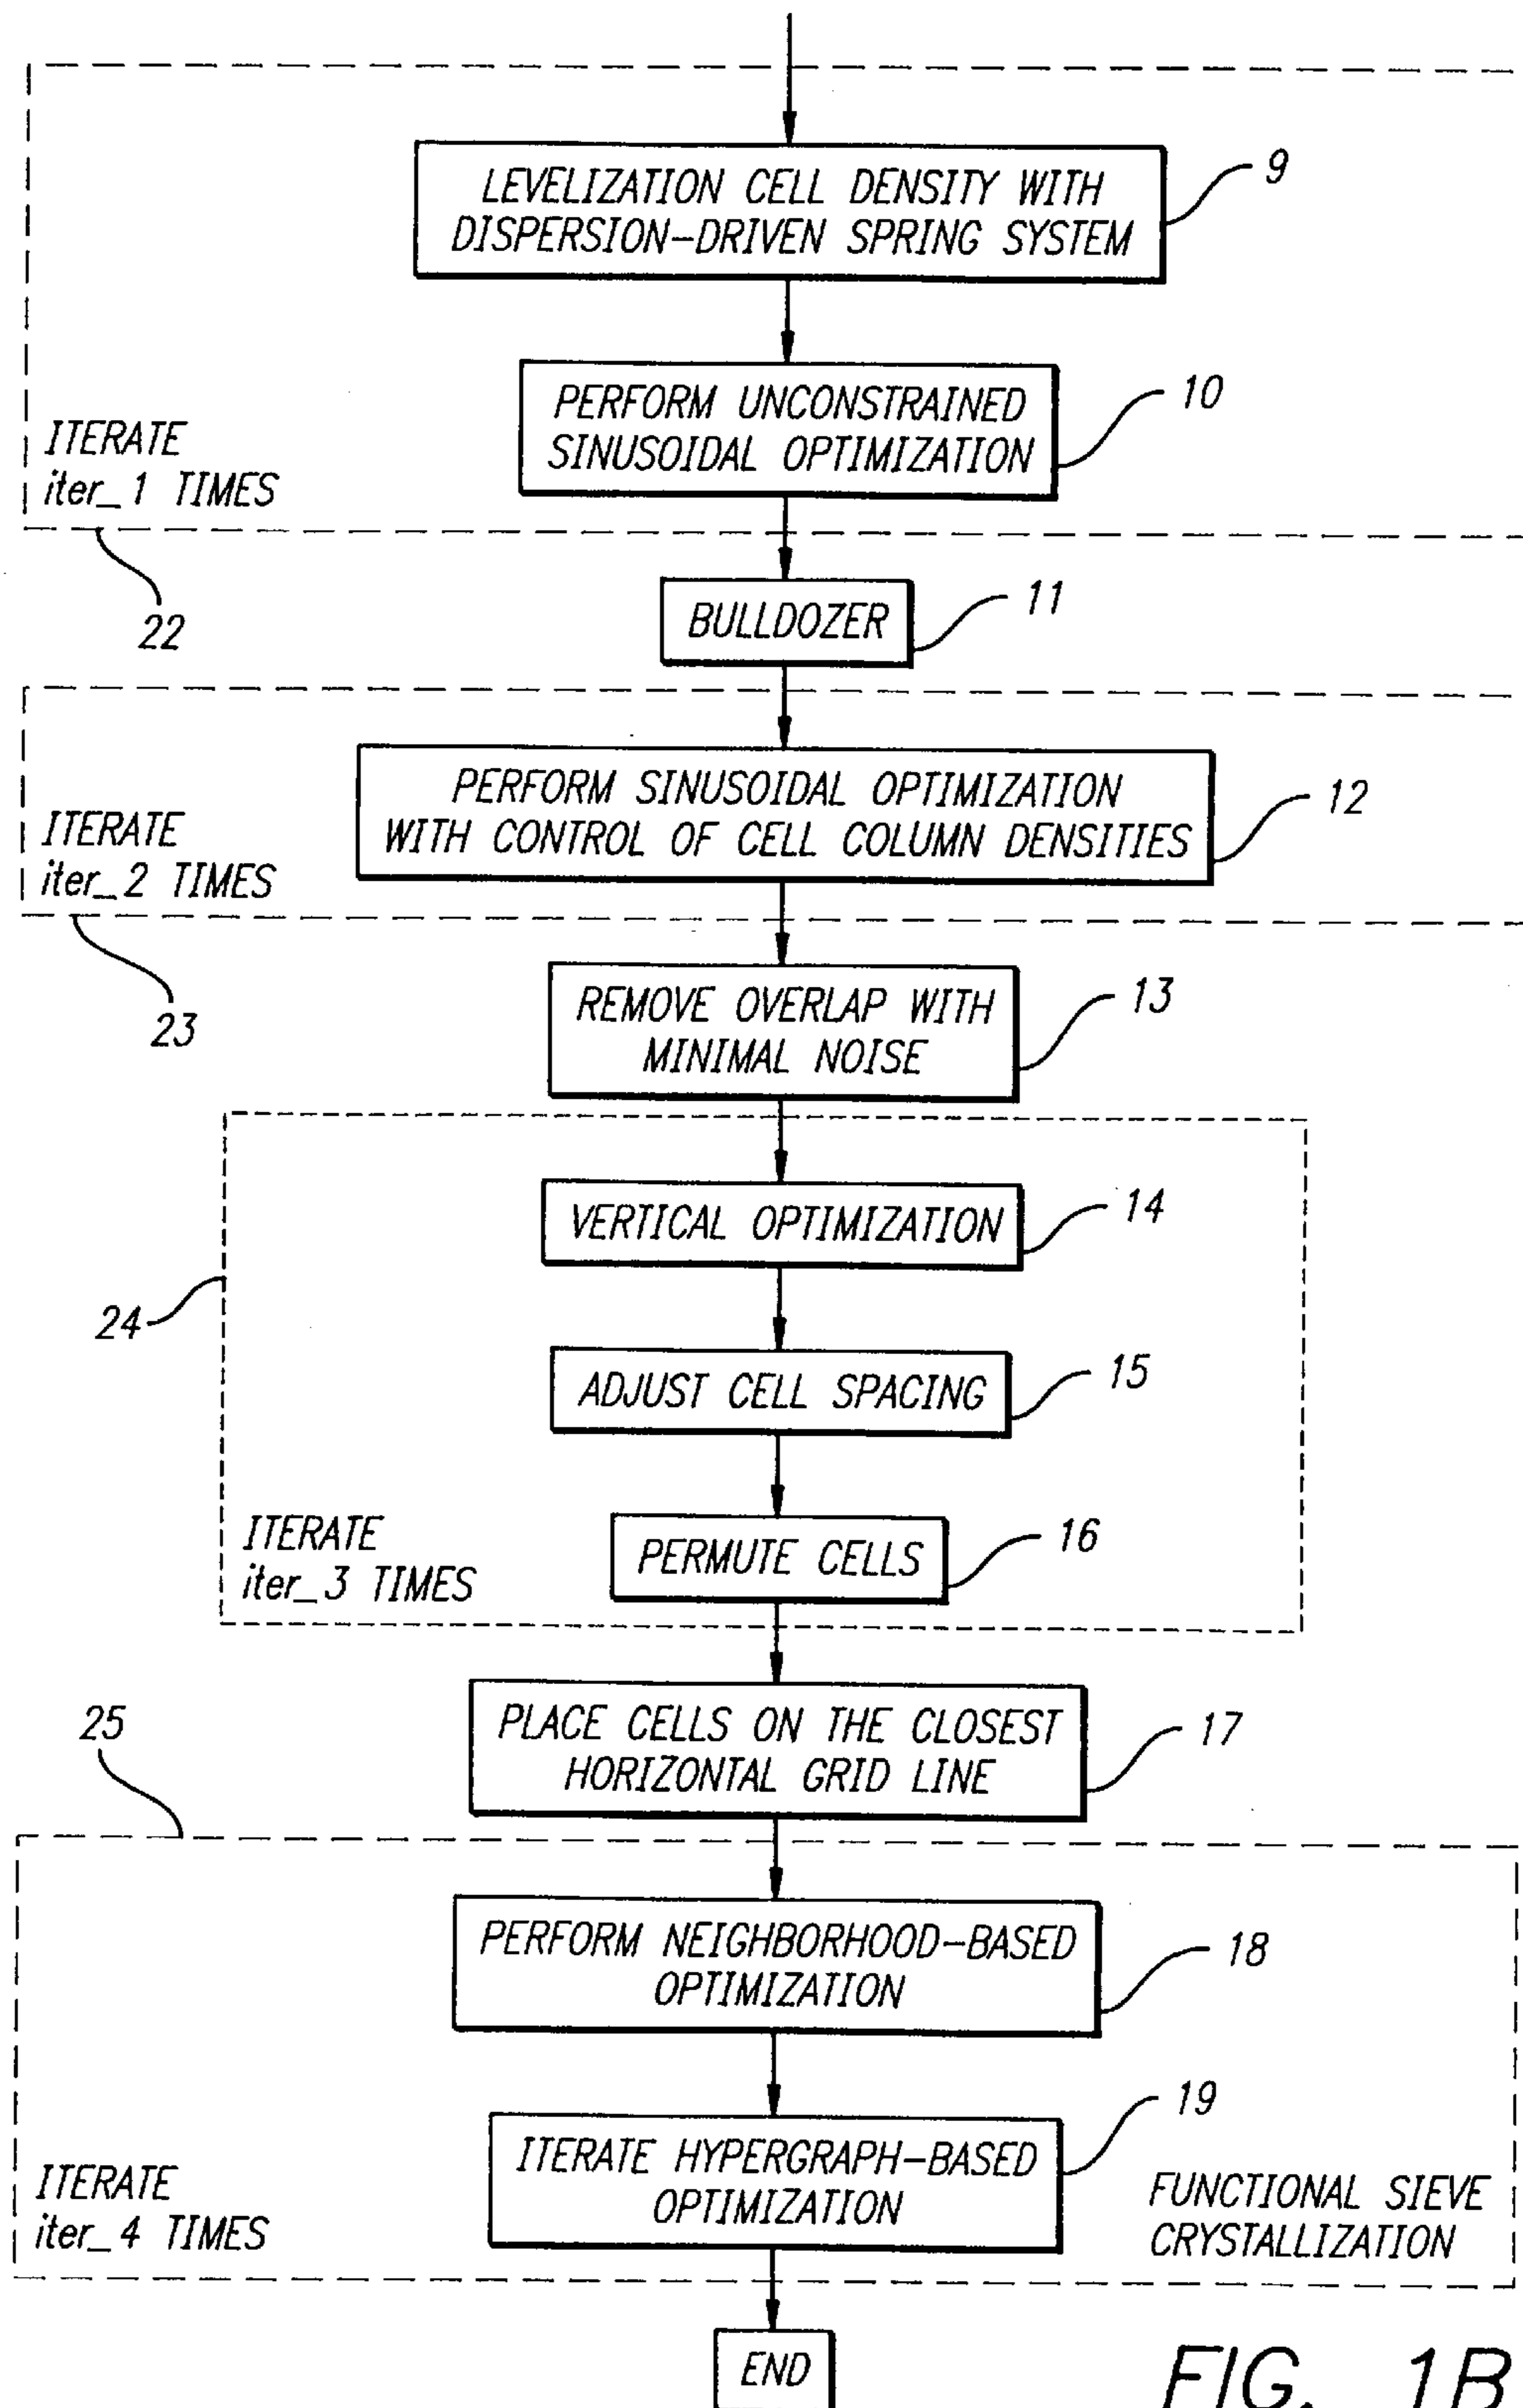 LEVELIZATION CELL DENSITY WITH
DISPERSION-DRIVEN SPRING SYSTEM
9
PERFORM UNCONSTRAINED
SINUSOIDAL OPTIMIZATION
10
ITERATE
iter_1 TIMES
22
BULLDOZER
11
PERFORM SINUSOIDAL OPTIMIZATION
WITH CONTROL OF CELL COLUMN DENSITIES
12
ITERATE
iter_2 TIMES
23
REMOVE OVERLAP WITH
MINIMAL NOISE
13
VERTICAL OPTIMIZATION
14
24
ADJUST CELL SPACING
15
PERMUTE CELLS
16
ITERATE
iter_3 TIMES
PLACE CELLS ON THE CLOSEST
HORIZONTAL GRID LINE
17
25
PERFORM NEIGHBORHOOD-BASED
OPTIMIZATION
18
ITERATE HYPERGRAPH-BASED
OPTIMIZATION
19
ITERATE
iter_4 TIMES
FUNCTIONAL SIEVE
CRYSTALLIZATION
END
FIG. 1B